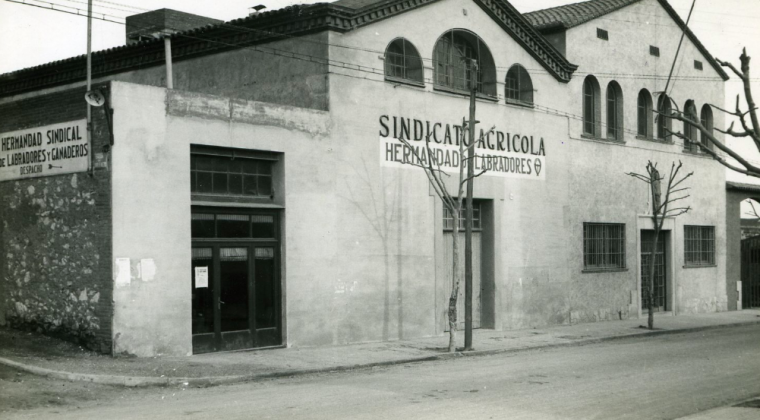 HERMANDAD SINDICAL
DE LABRADORES Y GANADEROS
DESPACHO
SINDICATO AGRICOLA
HERMANDAD DE LABRADORES